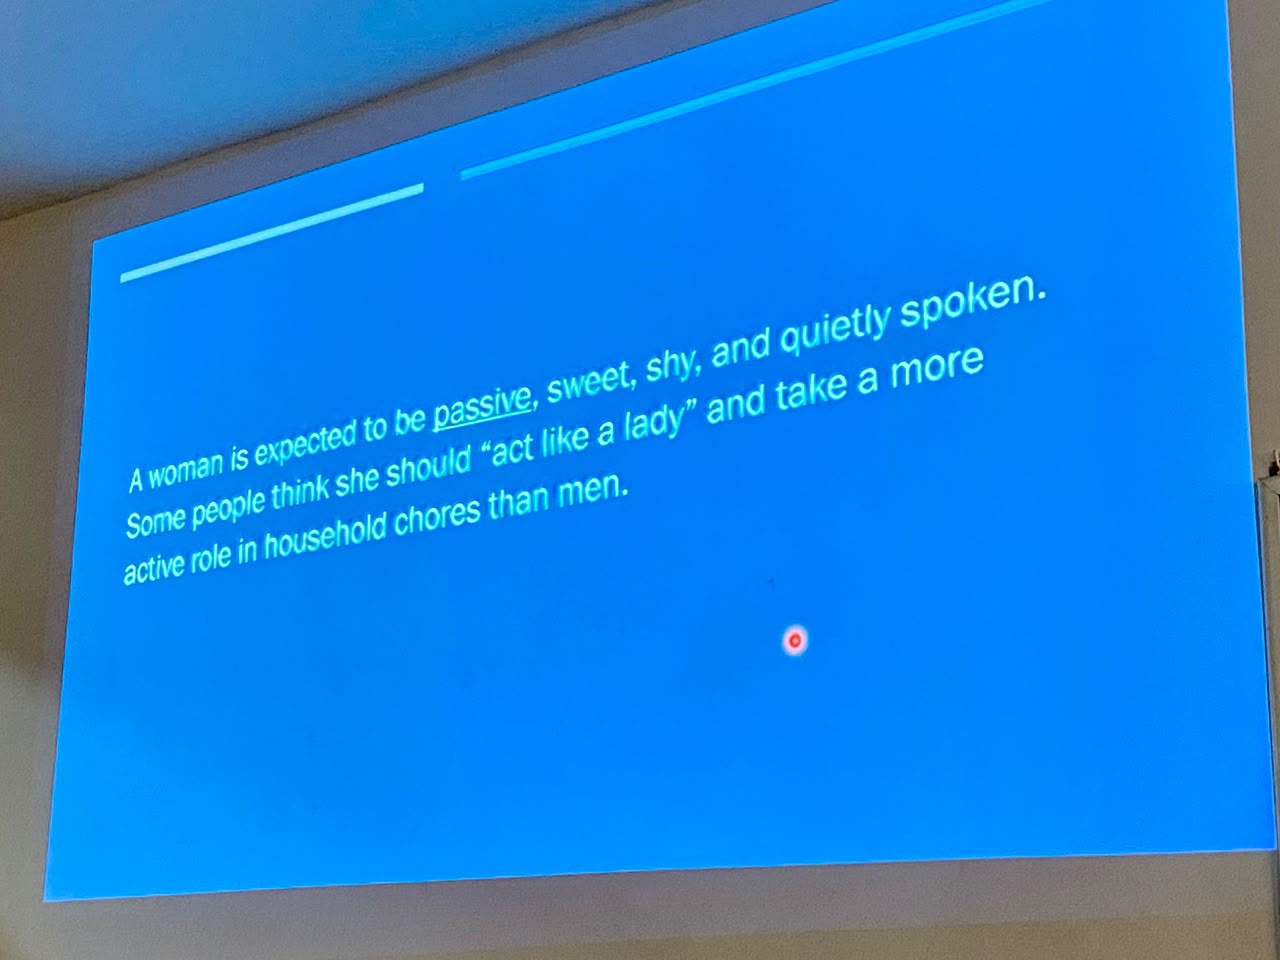 A woman is expected to be passive, sweet, shy, and quietly spoken.
Some people think she should “act like a lady” and take a more
active role in household chores than men.